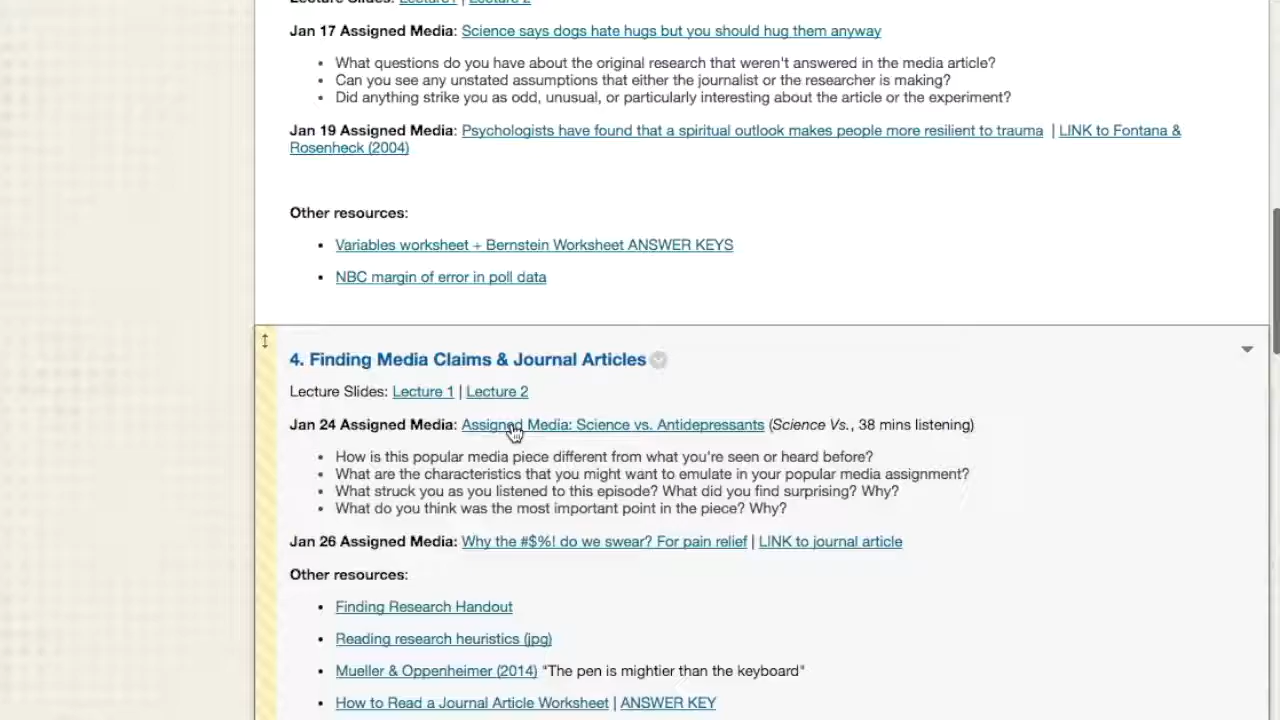 Lecture Slides: Lecture 1 | Lecture 2
Jan 17 Assigned Media: Science says dogs hate hugs but you should hug them anyway
• What questions do you have about the original research that weren't answered in the media article?
• Can you see any unstated assumptions that either the journalist or the researcher is making?
• Did anything strike you as odd, unusual, or particularly interesting about the article or the experiment?
Jan 19 Assigned Media: Psychologists have found that a spiritual outlook makes people more resilient to trauma | LINK to Fontana &
Rosenheck (2004)
Other resources:
• Variables worksheet + Bernstein Worksheet ANSWER KEYS
• NBC margin of error in poll data
4. Finding Media Claims & Journal Articles
Lecture Slides: Lecture 1 | Lecture 2
Jan 24 Assigned Media: Assigned Media: Science vs. Antidepressants (Science Vs., 38 mins listening)
• How is this popular media piece different from what you're seen or heard before?
• What are the characteristics that you might want to emulate in your popular media assignment?
• What struck you as you listened to this episode? What did you find surprising? Why?
• What do you think was the most important point in the piece? Why?
Jan 26 Assigned Media: Why the #$%! do we swear? For pain relief | LINK to journal article
Other resources:
• Finding Research Handout
• Reading research heuristics (jpg)
• Mueller & Oppenheimer (2014) "The pen is mightier than the keyboard"
• How to Read a Journal Article Worksheet | ANSWER KEY